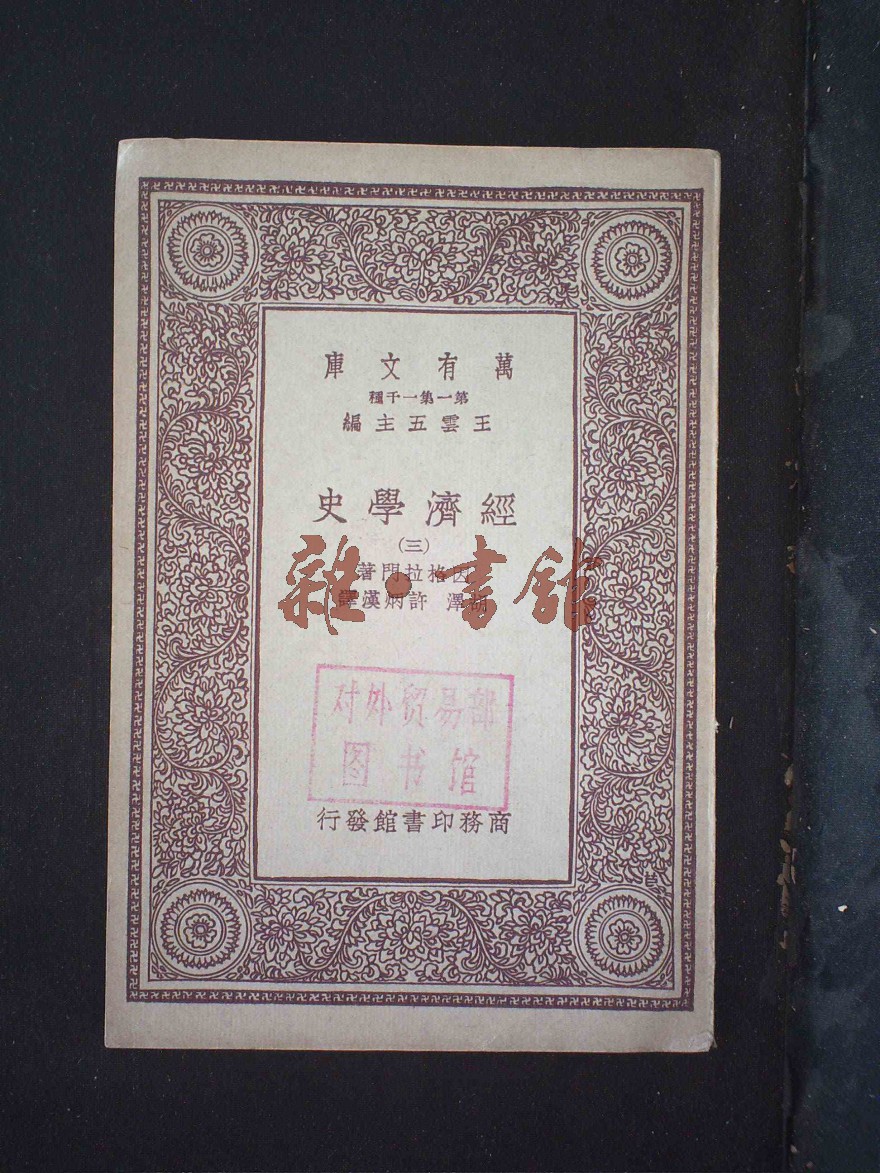 萬有文庫
第一集一千種
王雲五主編
經濟學史
(三)
因格拉門著
胡澤 許炳漢譯
雜·書館
对外贸易部
图书馆
商務印書館發行